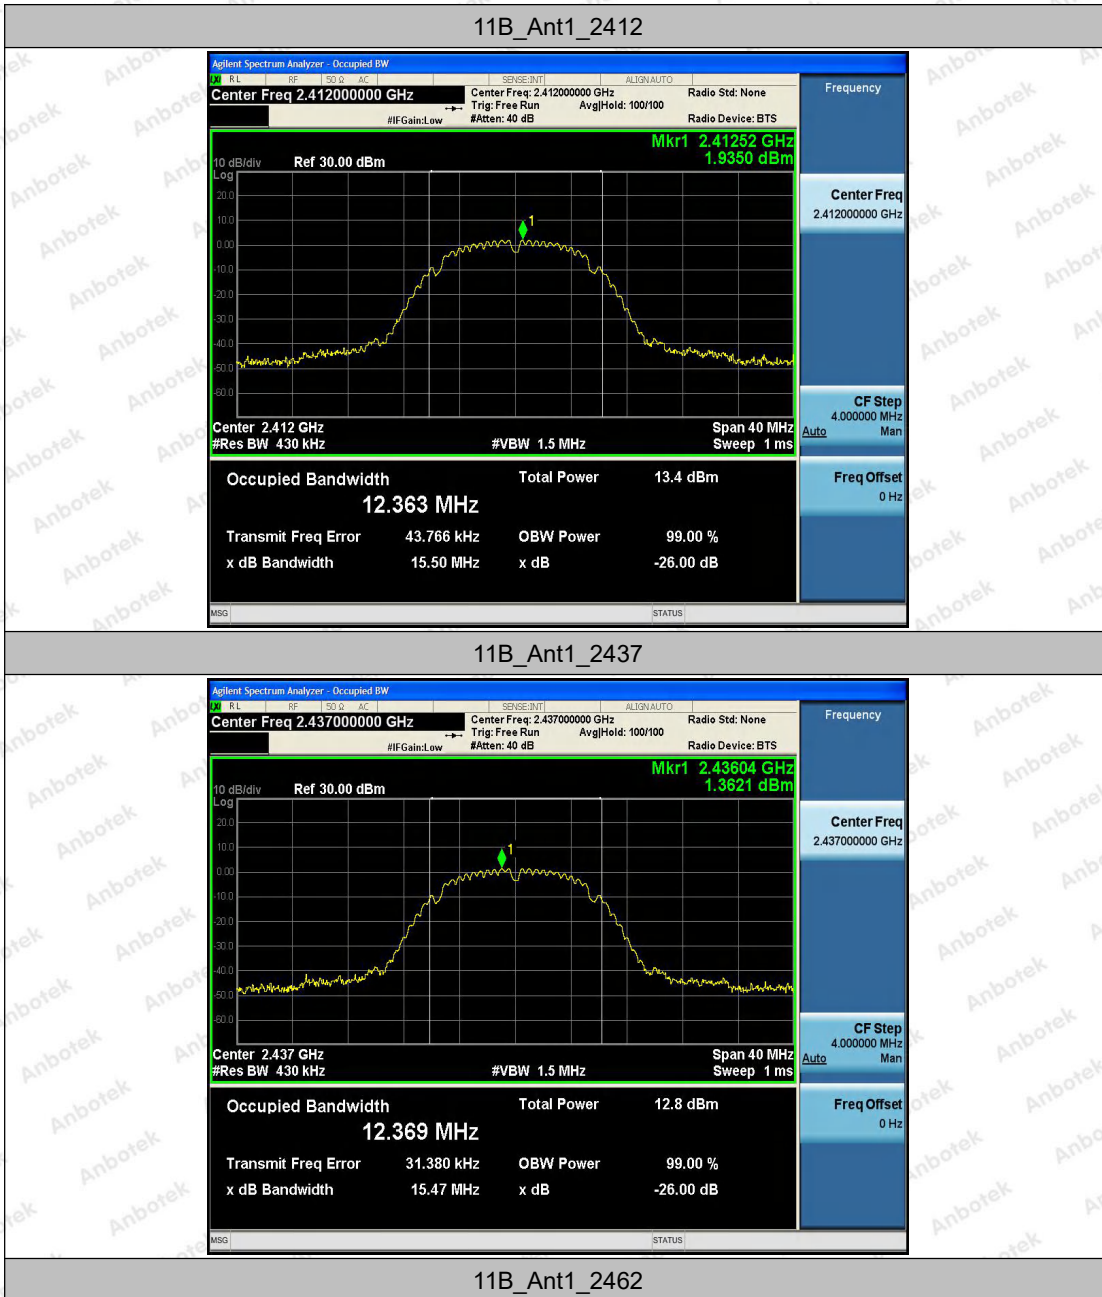 11B_Ant1_2412
Agilent Spectrum Analyzer - Occupied BW
LXI RL RF 50 Ω AC SENSE:INT ALIGNAUTO
Center Freq 2.412000000 GHz
Center Freq: 2.412000000 GHz Radio Std: None
Trig: Free Run Avg|Hold: 100/100
#IFGain:Low #Atten: 40 dB Radio Device: BTS
Frequency
Mkr1 2.41252 GHz
1.9350 dBm
10 dB/div Ref 30.00 dBm
Log
20.0
10.0
0.00
-10.0
-20.0
-30.0
-40.0
-50.0
-60.0
1
Center Freq
2.412000000 GHz
CF Step
4.000000 MHz
Auto Man
Center 2.412 GHz Span 40 MHz
#Res BW 430 kHz #VBW 1.5 MHz Sweep 1 ms
Freq Offset
0 Hz
Occupied Bandwidth Total Power 13.4 dBm
12.363 MHz
Transmit Freq Error 43.766 kHz OBW Power 99.00 %
x dB Bandwidth 15.50 MHz x dB -26.00 dB
MSG STATUS
11B_Ant1_2437
Agilent Spectrum Analyzer - Occupied BW
LXI RL RF 50 Ω AC SENSE:INT ALIGNAUTO
Center Freq 2.437000000 GHz
Center Freq: 2.437000000 GHz Radio Std: None
Trig: Free Run Avg|Hold: 100/100
#IFGain:Low #Atten: 40 dB Radio Device: BTS
Frequency
Mkr1 2.43604 GHz
1.3621 dBm
10 dB/div Ref 30.00 dBm
Log
20.0
10.0
0.00
-10.0
-20.0
-30.0
-40.0
-50.0
-60.0
1
Center Freq
2.437000000 GHz
CF Step
4.000000 MHz
Auto Man
Center 2.437 GHz Span 40 MHz
#Res BW 430 kHz #VBW 1.5 MHz Sweep 1 ms
Freq Offset
0 Hz
Occupied Bandwidth Total Power 12.8 dBm
12.369 MHz
Transmit Freq Error 31.380 kHz OBW Power 99.00 %
x dB Bandwidth 15.47 MHz x dB -26.00 dB
MSG STATUS
11B_Ant1_2462